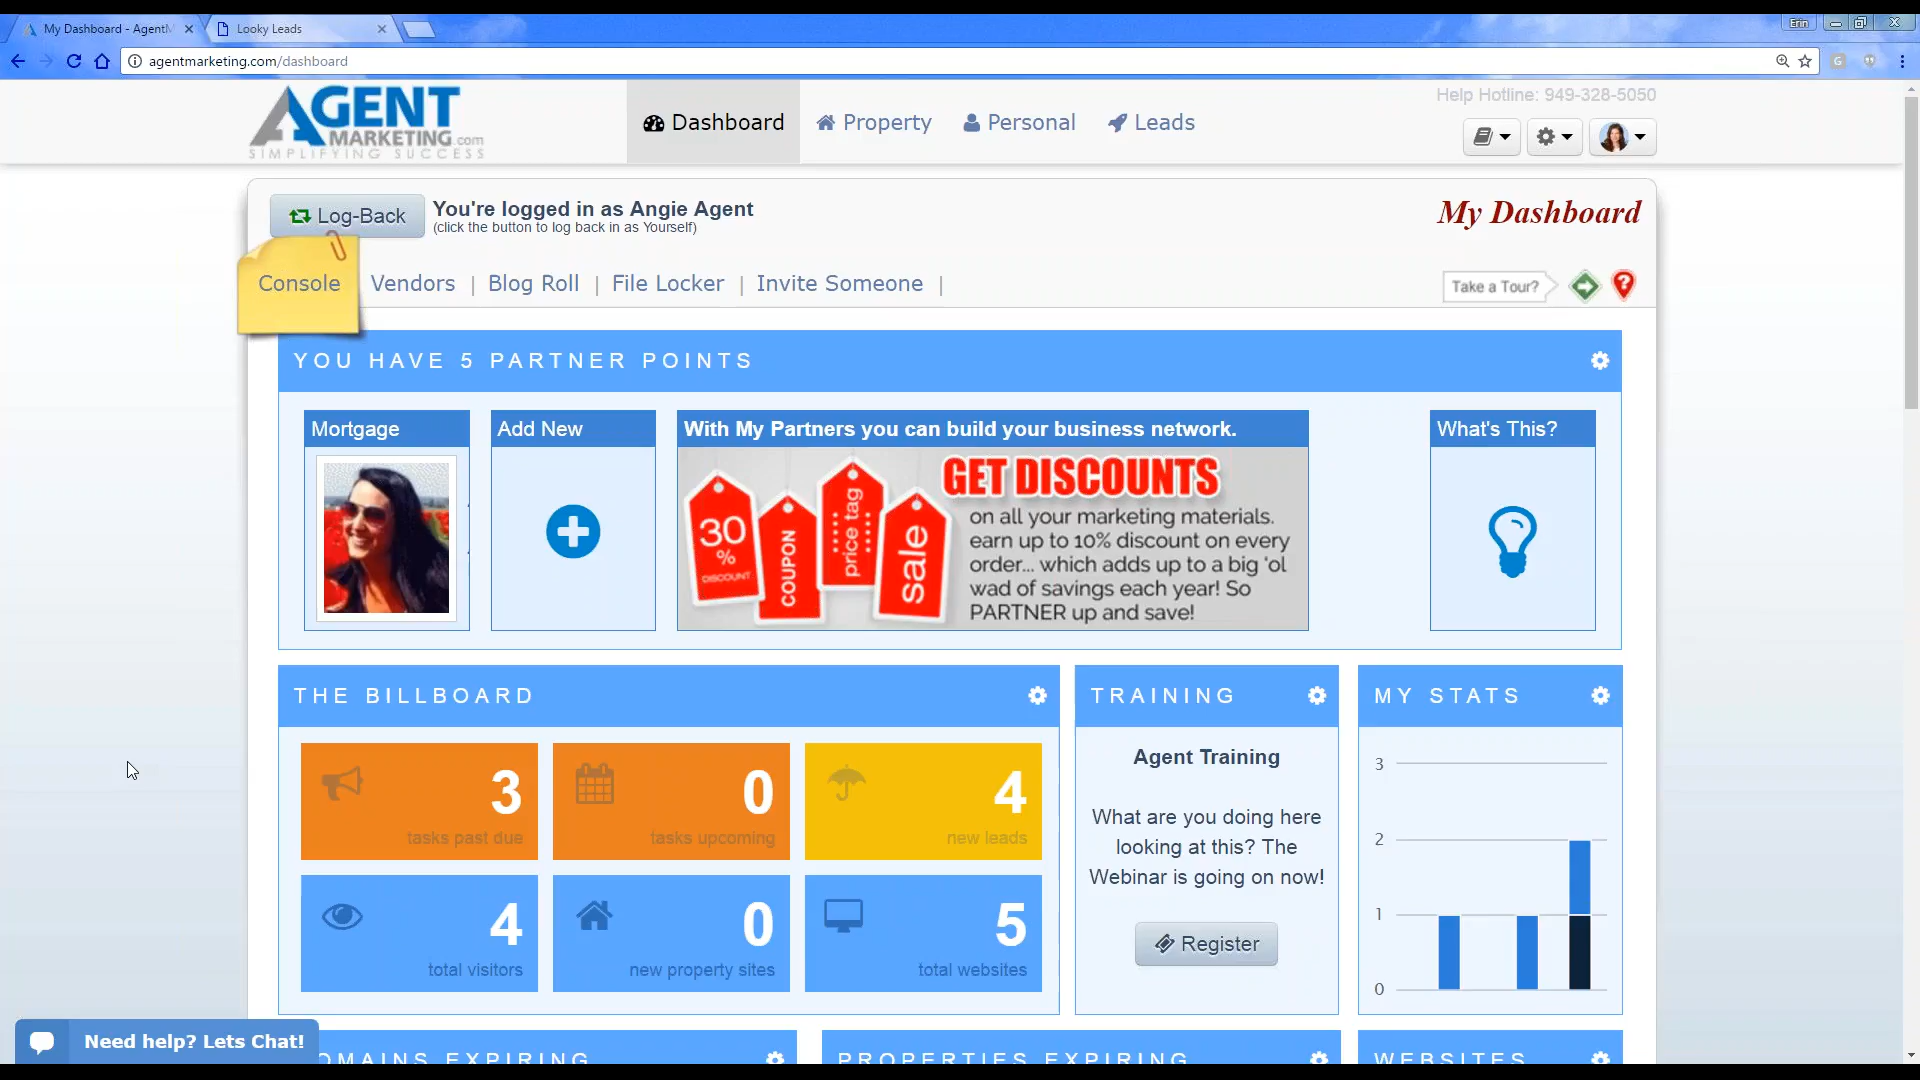 My Dashboard - AgentM
Looky Leads
Erin
agentmarketing.com/dashboard
AGENT
MARKETING.com
SIMPLIFYING SUCCESS
Dashboard
Property
Personal
Leads
Help Hotline: 949-328-5050
Log-Back
You're logged in as Angie Agent
(click the button to log back in as Yourself)
My Dashboard
Console
Vendors | Blog Roll | File Locker | Invite Someone |
Take a Tour?
YOU HAVE 5 PARTNER POINTS
Mortgage
Add New
With My Partners you can build your business network.
What's This?
30
%
DISCOUNT
COUPON
price tag
sale
GET DISCOUNTS
on all your marketing materials.
earn up to 10% discount on every
order... which adds up to a big 'ol
wad of savings each year! So
PARTNER up and save!
THE BILLBOARD
3
tasks past due
0
tasks upcoming
4
new leads
4
total visitors
0
new property sites
5
total websites
TRAINING
Agent Training
What are you doing here
looking at this? The
Webinar is going on now!
Register
MY STATS
3
2
1
0
Need help? Lets Chat!
OMAINS EXPIRING
PROPERTIES EXPIRING
WEBSITES